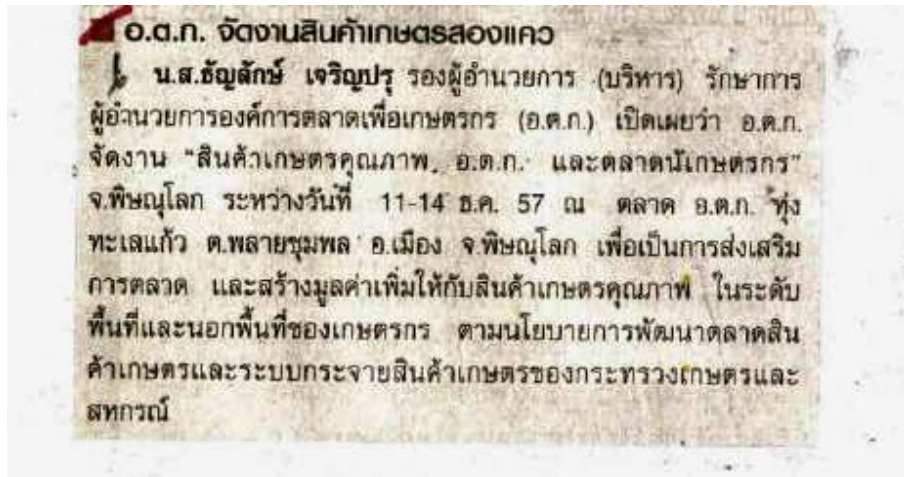 อ.ต.ก. จัดงานสินค้าเกษตรสองแคว
น.ส.ธัญลักษ์ เจริญปรุ รองผู้อำนวยการ (บริหาร) รักษาการ
ผู้อำนวยการองค์การตลาดเพื่อเกษตรกร (อ.ต.ก.) เปิดเผยว่า อ.ต.ก.
จัดงาน “สินค้าเกษตรคุณภาพ อ.ต.ก. และตลาดนัเกษตรกร”
จ.พิษณุโลก ระหว่างวันที่ 11-14 ธ.ค. 57 ณ ตลาด อ.ต.ก. ทุ่ง
ทะเลแก้ว ต.พลายชุมพล อ.เมือง จ.พิษณุโลก เพื่อเป็นการส่งเสริม
การตลาด และสร้างมูลค่าเพิ่มให้กับสินค้าเกษตรคุณภาพ ในระดับ
พื้นที่และนอกพื้นที่ของเกษตรกร ตามนโยบายการพัฒนาตลาดสิน
ค้าเกษตรและระบบกระจายสินค้าเกษตรของกระทรวงเกษตรและ
สหกรณ์